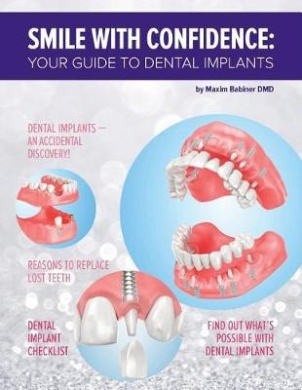 SMILE WITH CONFIDENCE:
YOUR GUIDE TO DENTAL IMPLANTS
by Maxim Babiner DMD
DENTAL IMPLANTS —
AN ACCIDENTAL
DISCOVERY!
REASONS TO REPLACE
LOST TEETH
DENTAL
IMPLANT
CHECKLIST
FIND OUT WHAT'S
POSSIBLE WITH
DENTAL IMPLANTS